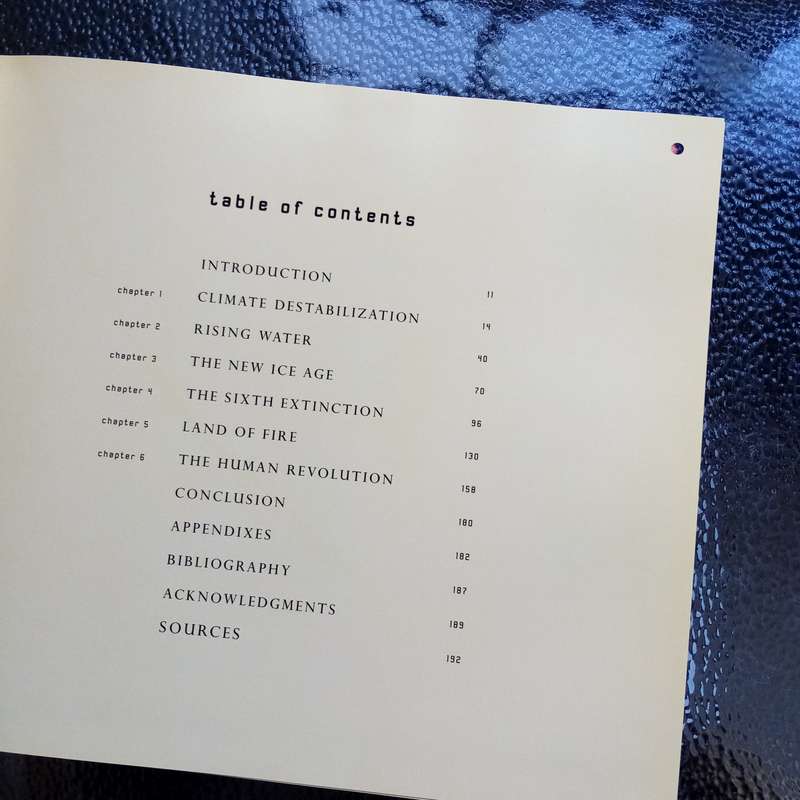 table of contents
INTRODUCTION 11
chapter 1 CLIMATE DESTABILIZATION 14
chapter 2 RISING WATER 40
chapter 3 THE NEW ICE AGE 70
chapter 4 THE SIXTH EXTINCTION 96
chapter 5 LAND OF FIRE 130
chapter 6 THE HUMAN REVOLUTION 158
CONCLUSION 180
APPENDIXES 182
BIBLIOGRAPHY 187
ACKNOWLEDGMENTS 189
SOURCES 192